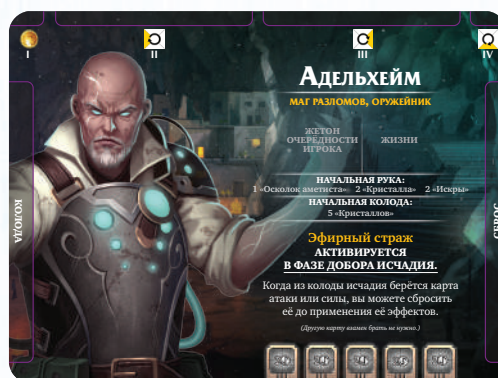 I II III IV
АДЕЛЬХЕЙМ
МАГ РАЗЛОМОВ, ОРУЖЕЙНИК
ЖЕТОН
ОЧЕРЕДНОСТИ
ИГРОКА
ЖИЗНИ
НАЧАЛЬНАЯ РУКА:
1 «Осколок аметиста» 2 «Кристалла» 2 «Искры»
НАЧАЛЬНАЯ КОЛОДА:
5 «Кристаллов»
КОЛОДА
СБРОС
Эфирный страж
АКТИВИРУЕТСЯ
В ФАЗЕ ДОБОРА ИСЧАДИЯ.
Когда из колоды исчадия берётся карта
атаки или силы, вы можете сбросить
её до применения её эффектов.
(Другую карту взамен брать не нужно.)